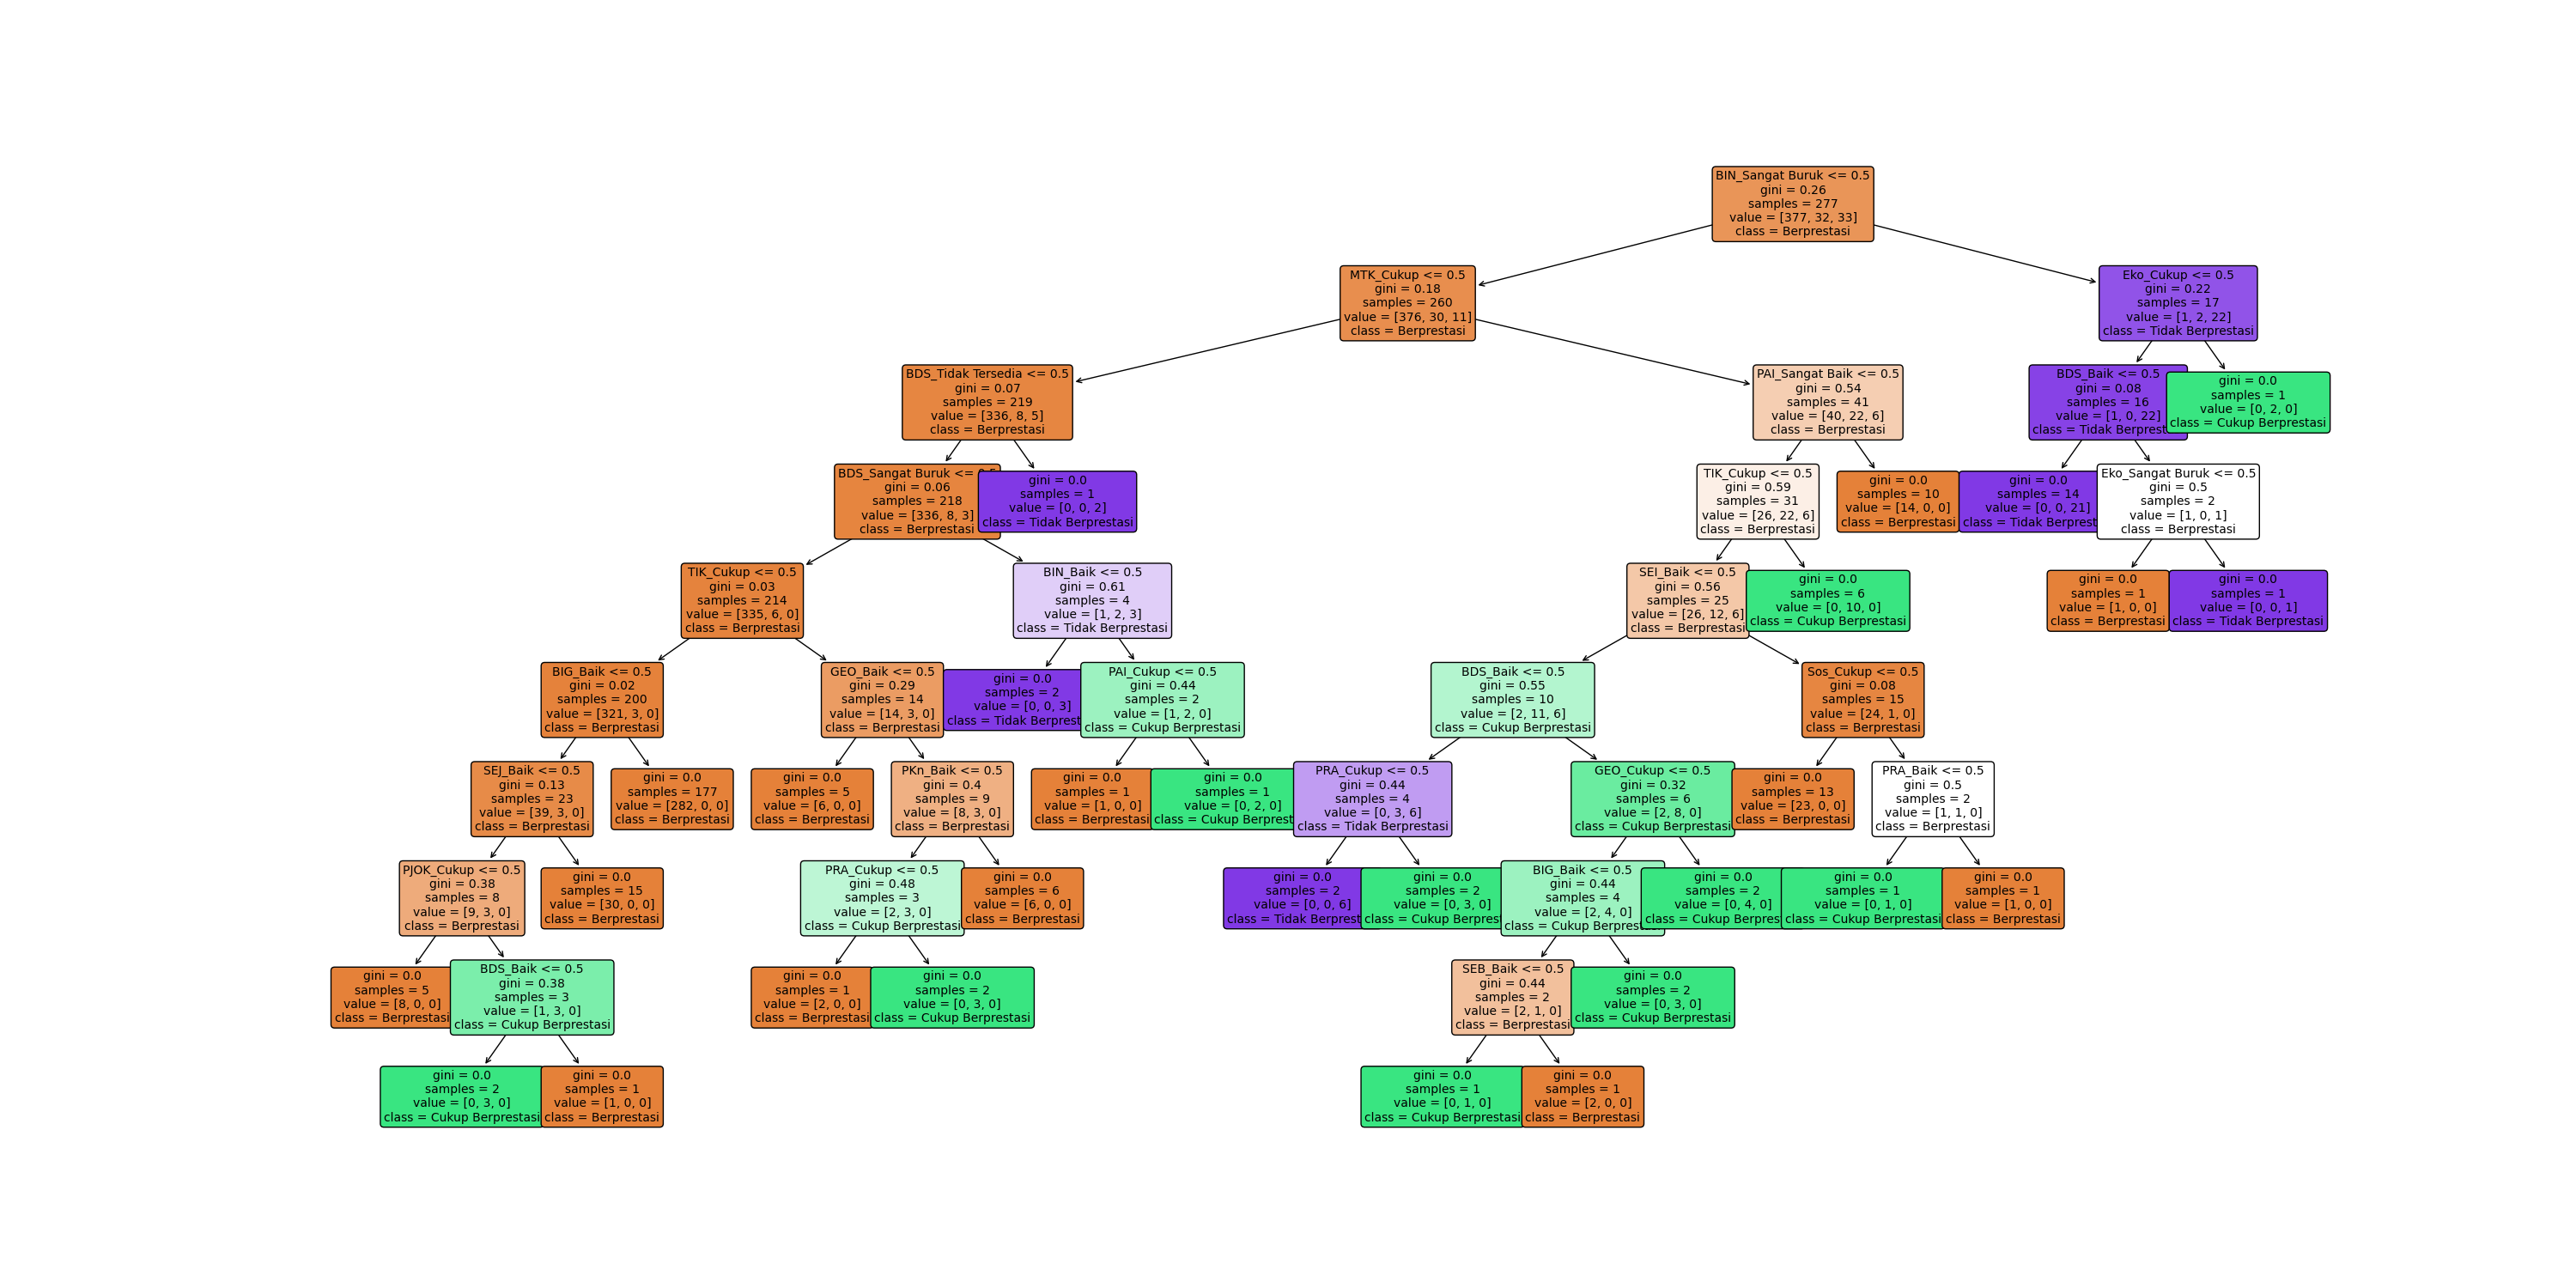 BIN_Sangat Buruk <= 0.5
gini = 0.26
samples = 277
value = [377, 32, 33]
class = Berprestasi
MTK_Cukup <= 0.5
gini = 0.18
samples = 260
value = [376, 30, 11]
class = Berprestasi
Eko_Cukup <= 0.5
gini = 0.22
samples = 17
value = [1, 2, 22]
class = Tidak Berprestasi
BDS_Tidak Tersedia <= 0.5
gini = 0.07
samples = 219
value = [336, 8, 5]
class = Berprestasi
PAI_Sangat Baik <= 0.5
gini = 0.54
samples = 41
value = [40, 22, 6]
class = Berprestasi
BDS_Baik <= 0.5
gini = 0.08
samples = 16
value = [1, 0, 22]
class = Tidak Berprest
gini = 0.0
samples = 1
value = [0, 2, 0]
class = Cukup Berprestasi
BDS_Sangat Buruk <= 0.5
gini = 0.06
samples = 218
value = [336, 8, 3]
class = Berprestasi
gini = 0.0
samples = 1
value = [0, 0, 2]
class = Tidak Berprestasi
TIK_Cukup <= 0.5
gini = 0.59
samples = 31
value = [26, 22, 6]
class = Berprestasi
gini = 0.0
samples = 10
value = [14, 0, 0]
class = Berprestasi
gini = 0.0
samples = 14
value = [0, 0, 21]
class = Tidak Berprest
Eko_Sangat Buruk <= 0.5
gini = 0.5
samples = 2
value = [1, 0, 1]
class = Berprestasi
TIK_Cukup <= 0.5
gini = 0.03
samples = 214
value = [335, 6, 0]
class = Berprestasi
BIN_Baik <= 0.5
gini = 0.61
samples = 4
value = [1, 2, 3]
class = Tidak Berprestasi
SEI_Baik <= 0.5
gini = 0.56
samples = 25
value = [26, 12, 6]
class = Berprestasi
gini = 0.0
samples = 6
value = [0, 10, 0]
class = Cukup Berprestasi
gini = 0.0
samples = 1
value = [1, 0, 0]
class = Berprestasi
gini = 0.0
samples = 1
value = [0, 0, 1]
class = Tidak Berprestasi
BIG_Baik <= 0.5
gini = 0.02
samples = 200
value = [321, 3, 0]
class = Berprestasi
GEO_Baik <= 0.5
gini = 0.29
samples = 14
value = [14, 3, 0]
class = Berprestasi
gini = 0.0
samples = 2
value = [0, 0, 3]
class = Tidak Berprest
PAI_Cukup <= 0.5
gini = 0.44
samples = 2
value = [1, 2, 0]
class = Cukup Berprestasi
BDS_Baik <= 0.5
gini = 0.55
samples = 10
value = [2, 11, 6]
class = Cukup Berprestasi
Sos_Cukup <= 0.5
gini = 0.08
samples = 15
value = [24, 1, 0]
class = Berprestasi
SEJ_Baik <= 0.5
gini = 0.13
samples = 23
value = [39, 3, 0]
class = Berprestasi
gini = 0.0
samples = 177
value = [282, 0, 0]
class = Berprestasi
gini = 0.0
samples = 5
value = [6, 0, 0]
class = Berprestasi
PKn_Baik <= 0.5
gini = 0.4
samples = 9
value = [8, 3, 0]
class = Berprestasi
gini = 0.0
samples = 1
value = [1, 0, 0]
class = Berprestasi
gini = 0.0
samples = 1
value = [0, 2, 0]
class = Cukup Berprest
PRA_Cukup <= 0.5
gini = 0.44
samples = 4
value = [0, 3, 6]
class = Tidak Berprestasi
GEO_Cukup <= 0.5
gini = 0.32
samples = 6
value = [2, 8, 0]
class = Cukup Berprestasi
gini = 0.0
samples = 13
value = [23, 0, 0]
class = Berprestasi
PRA_Baik <= 0.5
gini = 0.5
samples = 2
value = [1, 1, 0]
class = Berprestasi
PJOK_Cukup <= 0.5
gini = 0.38
samples = 8
value = [9, 3, 0]
class = Berprestasi
gini = 0.0
samples = 15
value = [30, 0, 0]
class = Berprestasi
PRA_Cukup <= 0.5
gini = 0.48
samples = 3
value = [2, 3, 0]
class = Cukup Berprestasi
gini = 0.0
samples = 6
value = [6, 0, 0]
class = Berprestasi
gini = 0.0
samples = 2
value = [0, 0, 6]
class = Tidak Berprest
gini = 0.0
samples = 2
value = [0, 3, 0]
class = Cukup Berprest
BIG_Baik <= 0.5
gini = 0.44
samples = 4
value = [2, 4, 0]
class = Cukup Berprest
gini = 0.0
samples = 2
value = [0, 4, 0]
class = Cukup Berpres
gini = 0.0
samples = 1
value = [0, 1, 0]
class = Cukup Berprestasi
gini = 0.0
samples = 1
value = [1, 0, 0]
class = Berprestasi
gini = 0.0
samples = 5
value = [8, 0, 0]
class = Berprestasi
BDS_Baik <= 0.5
gini = 0.38
samples = 3
value = [1, 3, 0]
class = Cukup Berprestasi
gini = 0.0
samples = 1
value = [2, 0, 0]
class = Berprestasi
gini = 0.0
samples = 2
value = [0, 3, 0]
class = Cukup Berprestasi
SEB_Baik <= 0.5
gini = 0.44
samples = 2
value = [2, 1, 0]
class = Berprestasi
gini = 0.0
samples = 2
value = [0, 3, 0]
class = Cukup Berprestasi
gini = 0.0
samples = 2
value = [0, 3, 0]
class = Cukup Berprestasi
gini = 0.0
samples = 1
value = [1, 0, 0]
class = Berprestasi
gini = 0.0
samples = 1
value = [0, 1, 0]
class = Cukup Berprestasi
gini = 0.0
samples = 1
value = [2, 0, 0]
class = Berprestasi